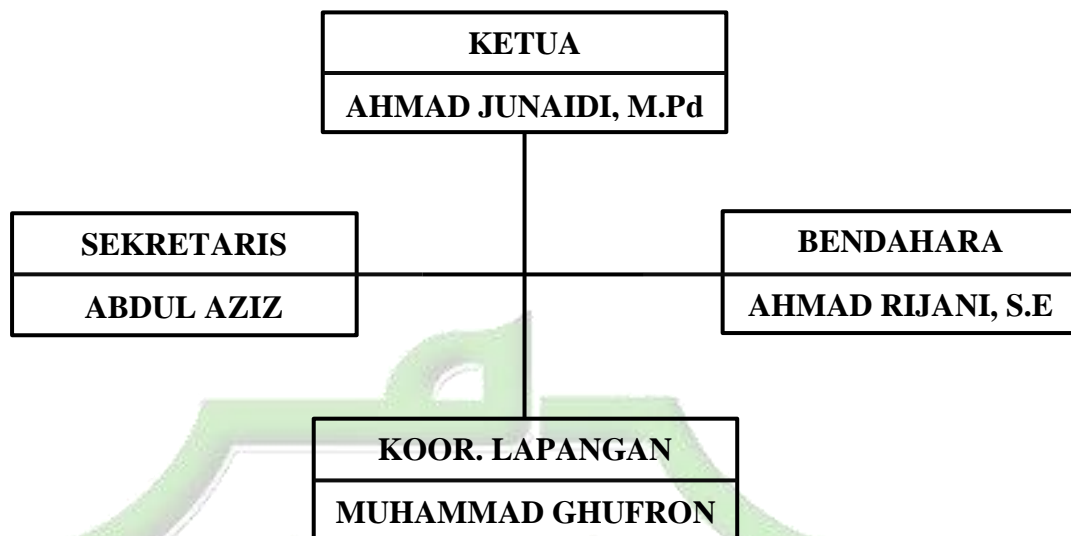 KETUA
AHMAD JUNAIDI, M.Pd
SEKRETARIS
ABDUL AZIZ
BENDAHARA
AHMAD RIJANI, S.E
KOOR. LAPANGAN
MUHAMMAD GHUFRON